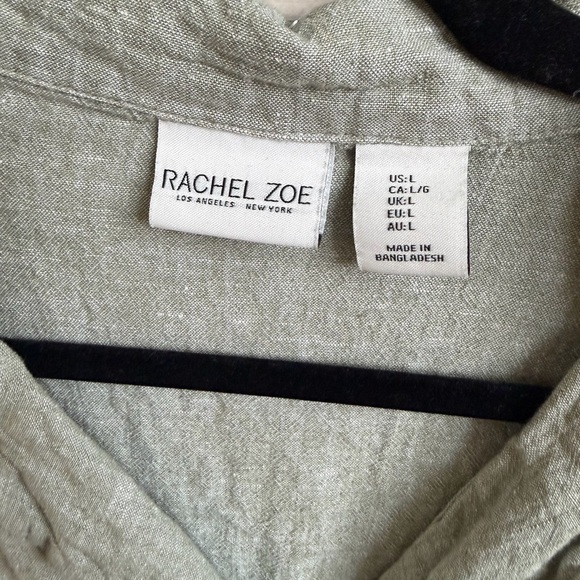 RACHEL ZOE
LOS ANGELES NEW YORK
US: L
CA: L/G
UK: L
EU: L
AU: L
MADE IN
BANGLADESH